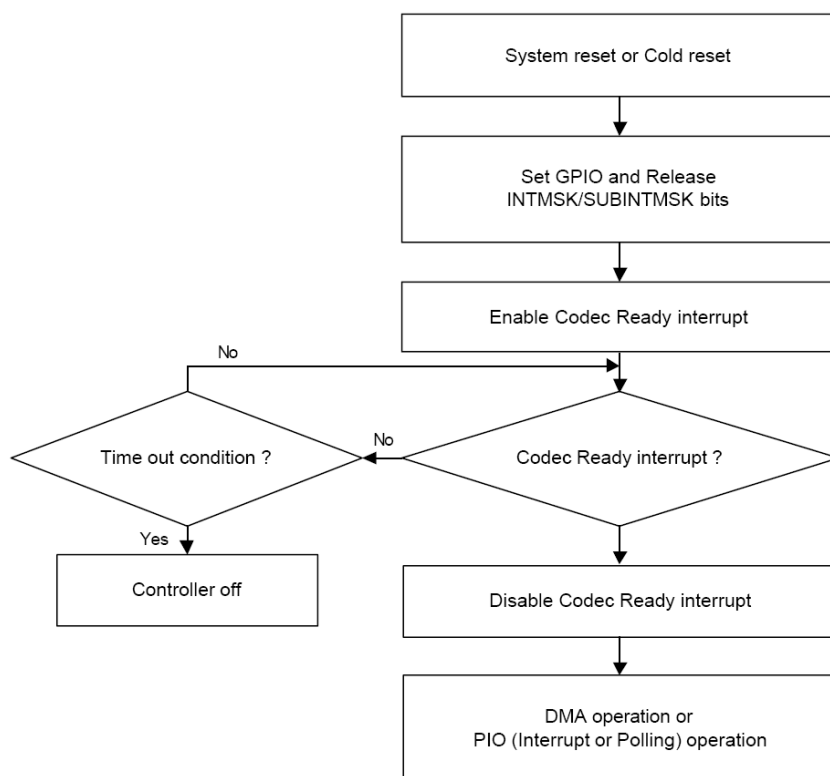 System reset or Cold reset
Set GPIO and Release
INTMSK/SUBINTMSK bits
Enable Codec Ready interrupt
No
Time out condition ?
No
Codec Ready interrupt ?
Yes
Controller off
Disable Codec Ready interrupt
DMA operation or
PIO (Interrupt or Polling) operation